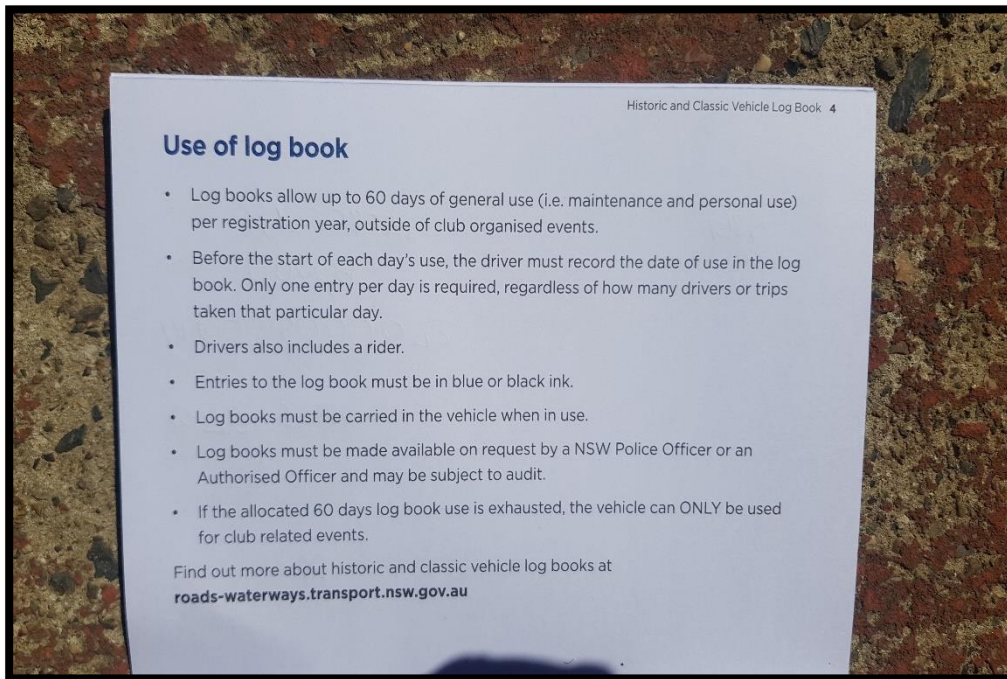 Historic and Classic Vehicle Log Book 4
Use of log book
• Log books allow up to 60 days of general use (i.e. maintenance and personal use)
per registration year, outside of club organised events.
• Before the start of each day's use, the driver must record the date of use in the log
book. Only one entry per day is required, regardless of how many drivers or trips
taken that particular day.
• Drivers also includes a rider.
• Entries to the log book must be in blue or black ink.
• Log books must be carried in the vehicle when in use.
• Log books must be made available on request by a NSW Police Officer or an
Authorised Officer and may be subject to audit.
• If the allocated 60 days log book use is exhausted, the vehicle can ONLY be used
for club related events.
Find out more about historic and classic vehicle log books at
roads-waterways.transport.nsw.gov.au